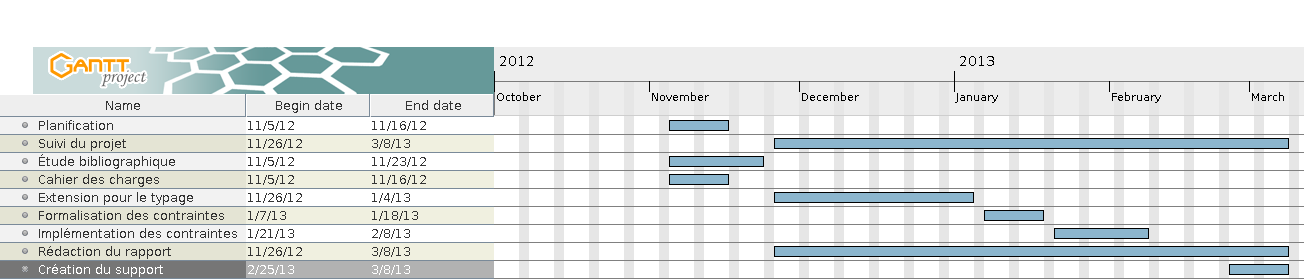 GANTT
project
2012 2013
October November December January February March
Name Begin date End date
Planification 11/5/12 11/16/12
Suivi du projet 11/26/12 3/8/13
Étude bibliographique 11/5/12 11/23/12
Cahier des charges 11/5/12 11/16/12
Extension pour le typage 11/26/12 1/4/13
Formalisation des contraintes 1/7/13 1/18/13
Implémentation des contraintes 1/21/13 2/8/13
Rédaction du rapport 11/26/12 3/8/13
Création du support 2/25/13 3/8/13